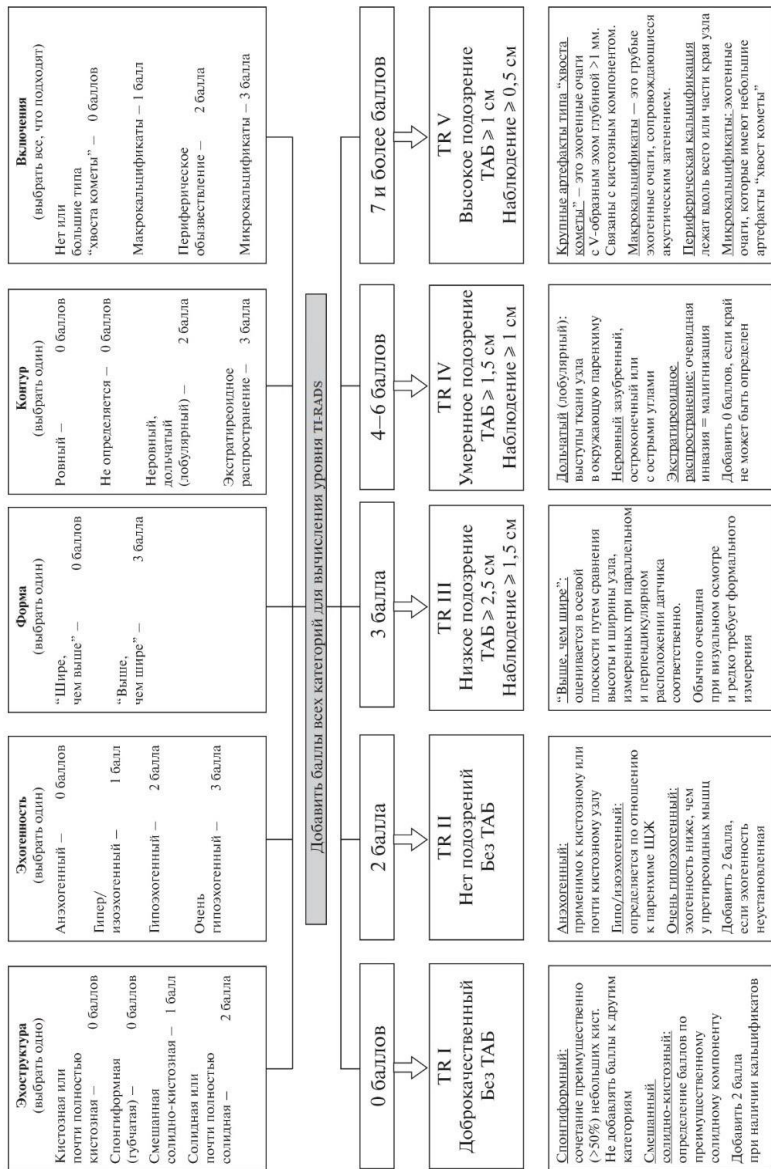 Эхоструктура
(выбрать одно)
Кистозная или
почти полностью
кистозная – 0 баллов
Спонгиформная
(губчатая) – 0 баллов
Смешанная
солидно-кистозная – 1 балл
Солидная или
почти полностью
солидная – 2 балла
Эхогенность
(выбрать один)
Анэхогенный – 0 баллов
Гипер/
изоэхогенный – 1 балл
Гипоэхогенный – 2 балла
Очень
гипоэхогенный – 3 балла
Форма
(выбрать один)
“Шире,
чем выше” – 0 баллов
“Выше,
чем шире” – 3 балла
Контур
(выбрать один)
Ровный – 0 баллов
Не определяется – 0 баллов
Неровный,
дольчатый
(лобулярный) – 2 балла
Экстратиреоидное
распространение – 3 балла
Включения
(выбрать все, что подходят)
Нет или
большие типа
“хвоста кометы” – 0 баллов
Макрокальцификаты – 1 балл
Периферическое
обызвествление – 2 балла
Микрокальцификаты – 3 балла
Добавить баллы всех категорий для вычисления уровня TI-RADS
0 баллов
2 балла
3 балла
4–6 баллов
7 и более баллов
TR I
Доброкачественный
Без ТАБ
TR II
Нет подозрений
Без ТАБ
TR III
Низкое подозрение
ТАБ ⩾ 2,5 см
Наблюдение ⩾ 1,5 см
TR IV
Умеренное подозрение
ТАБ ⩾ 1,5 см
Наблюдение ⩾ 1 см
TR V
Высокое подозрение
ТАБ ⩾ 1 см
Наблюдение ⩾ 0,5 см
Спонгиформный:
сочетание преимущественно
(>50%) небольших кист.
Не добавлять баллы к другим
категориям
Смешанный
солидно-кистозный:
определение баллов по
преимущественному
солидному компоненту
Добавить 2 балла
при наличии кальцификатов
Анэхогенный:
применимо к кистозному или
почти кистозному узлу
Гипо/изоэхогенный:
определяется по отношению
к паренхиме ЩЖ
Очень гипоэхогенный:
эхогенность ниже, чем
у претиреоидных мышц
Добавить 2 балла,
если эхогенность
неустановленная
“Выше, чем шире”:
оценивается в осевой
плоскости путем сравнения
высоты и ширины узла,
измеренных при параллельном
и перпендикулярном
расположении датчика
соответственно.
Обычно очевидна
при визуальном осмотре
и редко требует формального
измерения
Дольчатый (лобулярный):
выступы ткани узла
в окружающую паренхиму
Неровный зазубренный,
остроконечный или
с острыми углами
Экстратиреоидное
распространение: очевидная
инвазия = малигнизация
Добавить 0 баллов, если край
не может быть определен
Крупные артефакты типа “хвоста
кометы” – это эхогенные очаги
с V-образным эхом глубиной >1 мм.
Связаны с кистозным компонентом.
Макрокальцификаты – это грубые
эхогенные очаги, сопровождающиеся
акустическим затенением.
Периферическая кальцификация
лежат вдоль всего или части края узла
Микрокальцификаты: эхогенные
очаги, которые имеют небольшие
артефакты “хвост кометы”